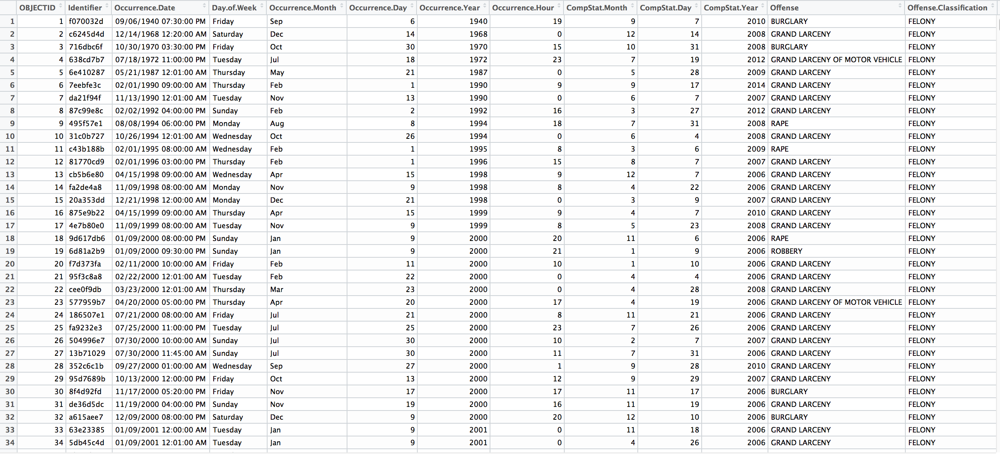 OBJECTID Identifier Occurrence.Date Day.of.Week Occurrence.Month Occurrence.Day Occurrence.Year Occurrence.Hour CompStat.Month CompStat.Day CompStat.Year Offense Offense.Classification
1 1 f070032d 09/06/1940 07:30:00 PM Friday Sep 6 1940 19 9 7 2010 BURGLARY FELONY
2 2 c6245d4d 12/14/1968 12:20:00 AM Saturday Dec 14 1968 0 12 14 2008 GRAND LARCENY FELONY
3 3 716dbc6f 10/30/1970 03:30:00 PM Friday Oct 30 1970 15 10 31 2008 BURGLARY FELONY
4 4 638cd7b7 07/18/1972 11:00:00 PM Tuesday Jul 18 1972 23 7 19 2012 GRAND LARCENY OF MOTOR VEHICLE FELONY
5 5 6e410287 05/21/1987 12:01:00 AM Thursday May 21 1987 0 5 28 2009 GRAND LARCENY FELONY
6 6 7eebfe3c 02/01/1990 09:00:00 AM Thursday Feb 1 1990 9 9 17 2014 GRAND LARCENY FELONY
7 7 da21f94f 11/13/1990 12:01:00 AM Tuesday Nov 13 1990 0 6 7 2007 GRAND LARCENY FELONY
8 8 87c99e8c 02/02/1992 04:00:00 PM Sunday Feb 2 1992 16 3 27 2012 GRAND LARCENY FELONY
9 9 495f57e1 08/08/1994 06:00:00 PM Monday Aug 8 1994 18 7 31 2008 RAPE FELONY
10 10 31c0b727 10/26/1994 12:01:00 AM Wednesday Oct 26 1994 0 6 4 2008 GRAND LARCENY FELONY
11 11 c43b188b 02/01/1995 08:00:00 AM Wednesday Feb 1 1995 8 3 6 2009 RAPE FELONY
12 12 81770cd9 02/01/1996 03:00:00 PM Thursday Feb 1 1996 15 8 7 2007 GRAND LARCENY FELONY
13 13 cb5b6e80 04/15/1998 09:00:00 AM Wednesday Apr 15 1998 9 12 7 2006 GRAND LARCENY FELONY
14 14 fa2de4a8 11/09/1998 08:00:00 AM Monday Nov 9 1998 8 4 22 2006 GRAND LARCENY FELONY
15 15 20a353dd 12/21/1998 12:00:00 AM Monday Dec 21 1998 0 3 9 2007 GRAND LARCENY FELONY
16 16 875e9b22 04/15/1999 09:00:00 AM Thursday Apr 15 1999 9 4 7 2010 GRAND LARCENY FELONY
17 17 4e7b80e0 11/09/1999 08:00:00 AM Tuesday Nov 9 1999 8 5 23 2008 GRAND LARCENY FELONY
18 18 9d617db6 01/09/2000 08:00:00 PM Sunday Jan 9 2000 20 11 6 2006 RAPE FELONY
19 19 6d81a2b9 01/09/2000 09:30:00 PM Sunday Jan 9 2000 21 1 9 2006 ROBBERY FELONY
20 20 f7d373fa 02/11/2000 10:00:00 AM Friday Feb 11 2000 10 1 10 2006 GRAND LARCENY FELONY
21 21 95f3c8a8 02/22/2000 12:01:00 AM Tuesday Feb 22 2000 0 4 4 2006 GRAND LARCENY FELONY
22 22 cee0f9db 03/23/2000 12:01:00 AM Thursday Mar 23 2000 0 4 28 2008 GRAND LARCENY FELONY
23 23 577959b7 04/20/2000 05:00:00 PM Thursday Apr 20 2000 17 4 19 2006 GRAND LARCENY OF MOTOR VEHICLE FELONY
24 24 186507e1 07/21/2000 08:00:00 AM Friday Jul 21 2000 8 11 21 2006 GRAND LARCENY FELONY
25 25 fa9232e3 07/25/2000 11:00:00 PM Tuesday Jul 25 2000 23 7 26 2006 GRAND LARCENY FELONY
26 26 504996e7 07/30/2000 10:00:00 AM Sunday Jul 30 2000 10 2 7 2007 GRAND LARCENY FELONY
27 27 13b71029 07/30/2000 11:45:00 AM Sunday Jul 30 2000 11 7 31 2006 GRAND LARCENY FELONY
28 28 352c6c1b 09/27/2000 01:00:00 AM Wednesday Sep 27 2000 1 9 28 2010 GRAND LARCENY FELONY
29 29 95d7689b 10/13/2000 12:00:00 PM Friday Oct 13 2000 12 9 29 2007 GRAND LARCENY FELONY
30 30 8f4d92fd 11/17/2000 05:20:00 PM Friday Nov 17 2000 17 11 17 2006 BURGLARY FELONY
31 31 de36d5dc 11/19/2000 04:00:00 PM Sunday Nov 19 2000 16 11 19 2006 GRAND LARCENY FELONY
32 32 a615aee7 12/09/2000 08:00:00 PM Saturday Dec 9 2000 20 12 10 2006 BURGLARY FELONY
33 33 63e23385 01/09/2001 12:00:00 AM Tuesday Jan 9 2001 0 11 18 2006 GRAND LARCENY FELONY
34 34 5db45c4d 01/09/2001 12:01:00 AM Tuesday Jan 9 2001 0 4 26 2006 GRAND LARCENY FELONY